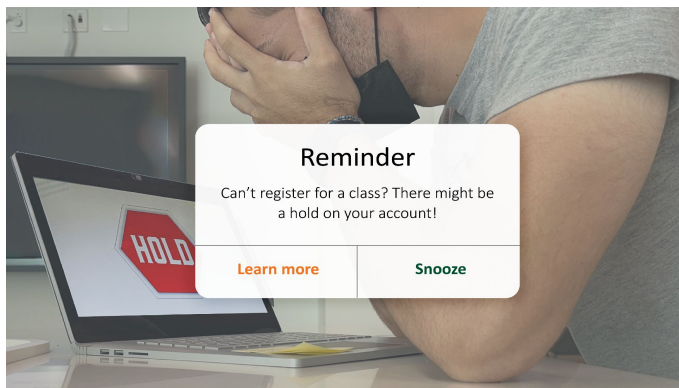 Reminder
Can't register for a class? There might be
a hold on your account!
Learn more
Snooze
HOLD